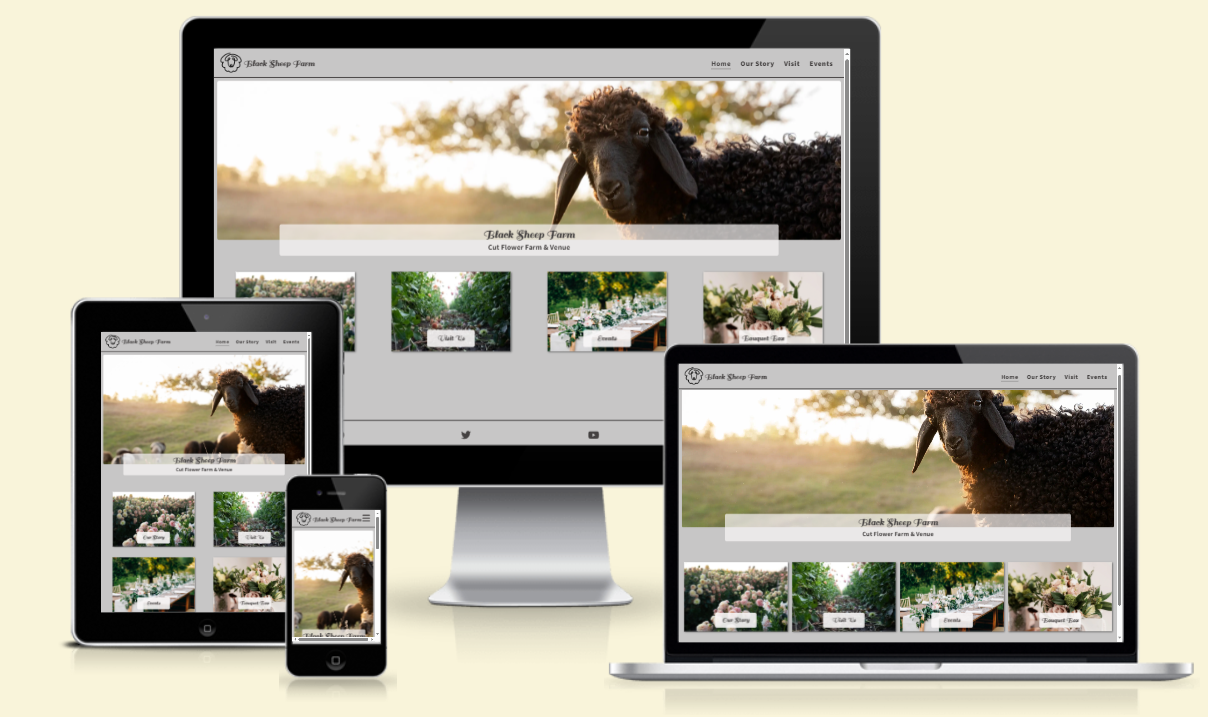 Black Sheep Farm
Home Our Story Visit Events
Black Sheep Farm
Cut Flower Farm & Venue
Visit Us
Events
Bouquet Box
Black Sheep Farm
Home Our Story Visit Events
Black Sheep Farm
Cut Flower Farm & Venue
Our Story
Visit Us
Events
Bouquet Box
Black Sheep Farm
Black Sheep Farm
Black Sheep Farm
Home Our Story Visit Events
Black Sheep Farm
Cut Flower Farm & Venue
Our Story
Visit Us
Events
Bouquet Box